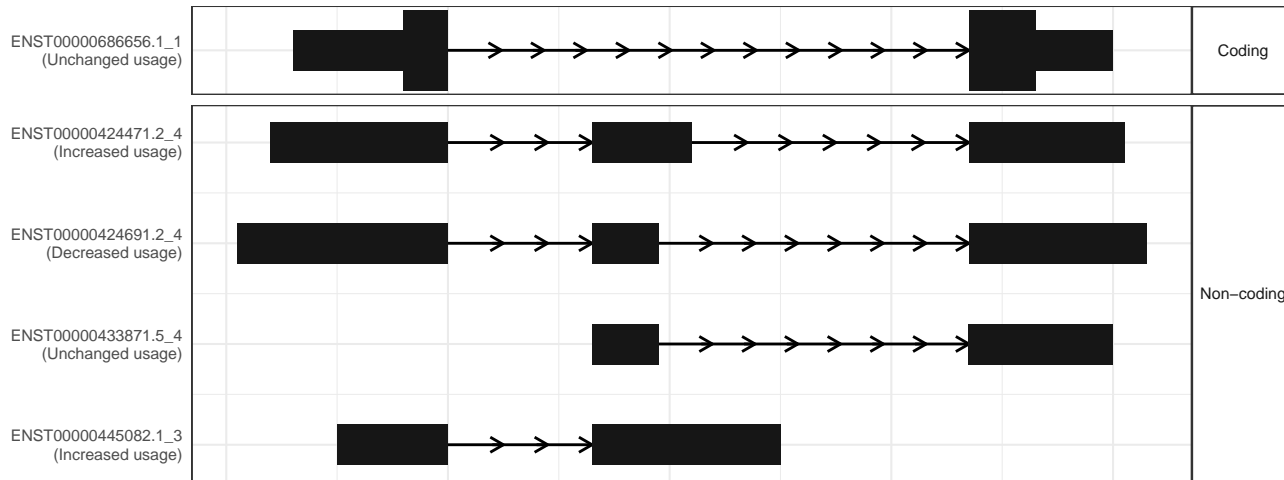 ENST00000686656.1_1
(Unchanged usage)
Coding
ENST00000424471.2_4
(Increased usage)
ENST00000424691.2_4
(Decreased usage)
Non−coding
ENST00000433871.5_4
(Unchanged usage)
ENST00000445082.1_3
(Increased usage)